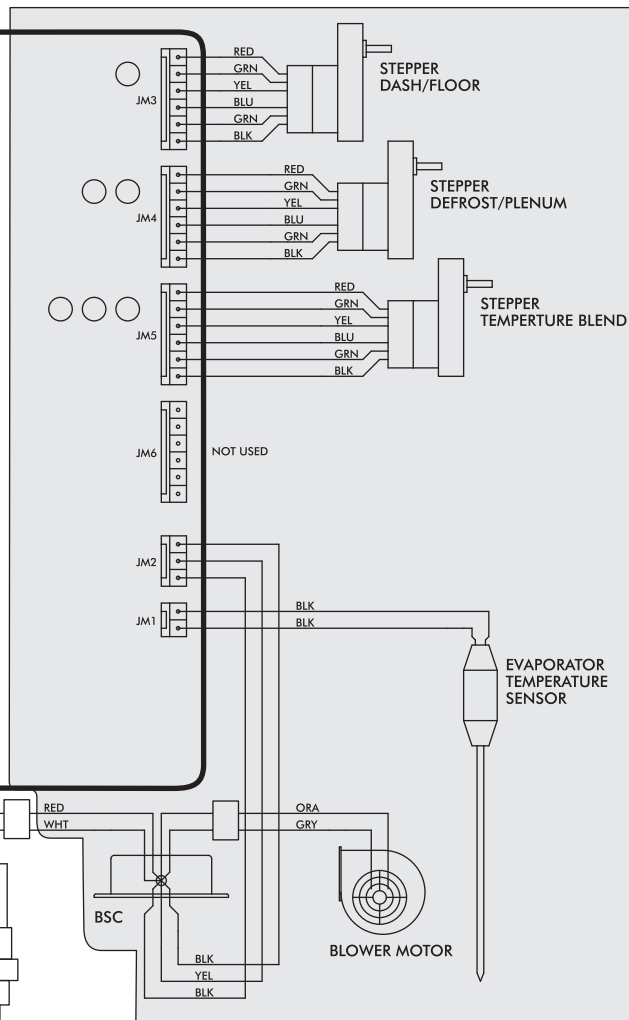 RED
GRN
YEL
JM3
BLU
GRN
BLK
STEPPER
DASH/FLOOR
RED
GRN
YEL
JM4
BLU
GRN
BLK
STEPPER
DEFROST/PLENUM
RED
GRN
YEL
JM5
BLU
GRN
BLK
STEPPER
TEMPERTURE BLEND
JM6
NOT USED
JM2
JM1
BLK
BLK
EVAPORATOR
TEMPERATURE
SENSOR
RED
WHT
ORA
GRY
BSC
BLOWER MOTOR
BLK
YEL
BLK